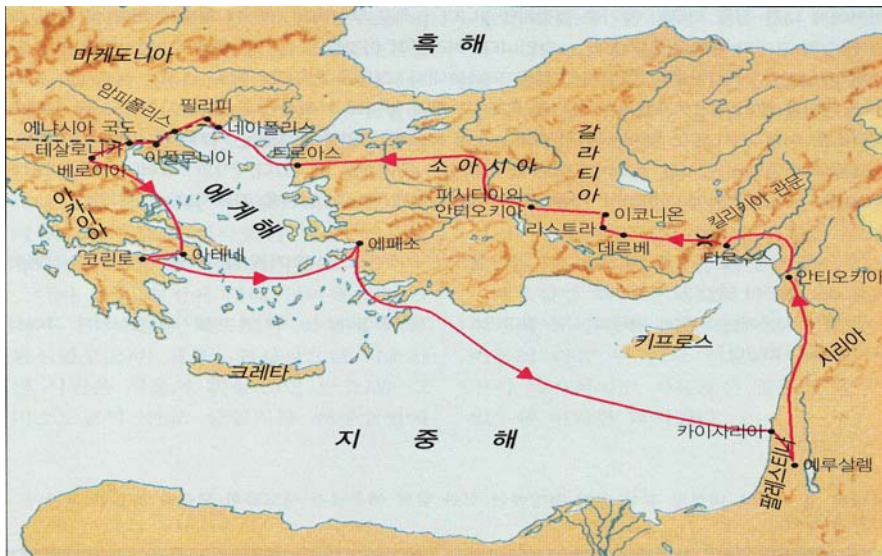 흑 해
마케도니아
암피폴리스
필리피
네아폴리스
에냐시아 국도
테살로니카
아폴로니아
베로이아
트로아스
소 아 시 아
갈 라 티 아
에 게 해
피시디아의
안티오키아
이코니온
리스트라
데르베
킬리키아 관문
타르수스
안티오키아
아카이아
코린토
아테네
에페소
키프로스
시리아
크레타
지 중 해
카이사리아
팔레스티나
예루살렘